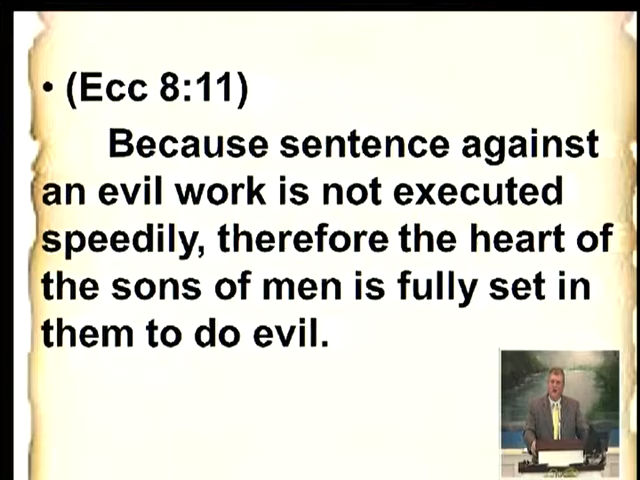 • (Ecc 8:11)
Because sentence against
an evil work is not executed
speedily, therefore the heart of
the sons of men is fully set in
them to do evil.